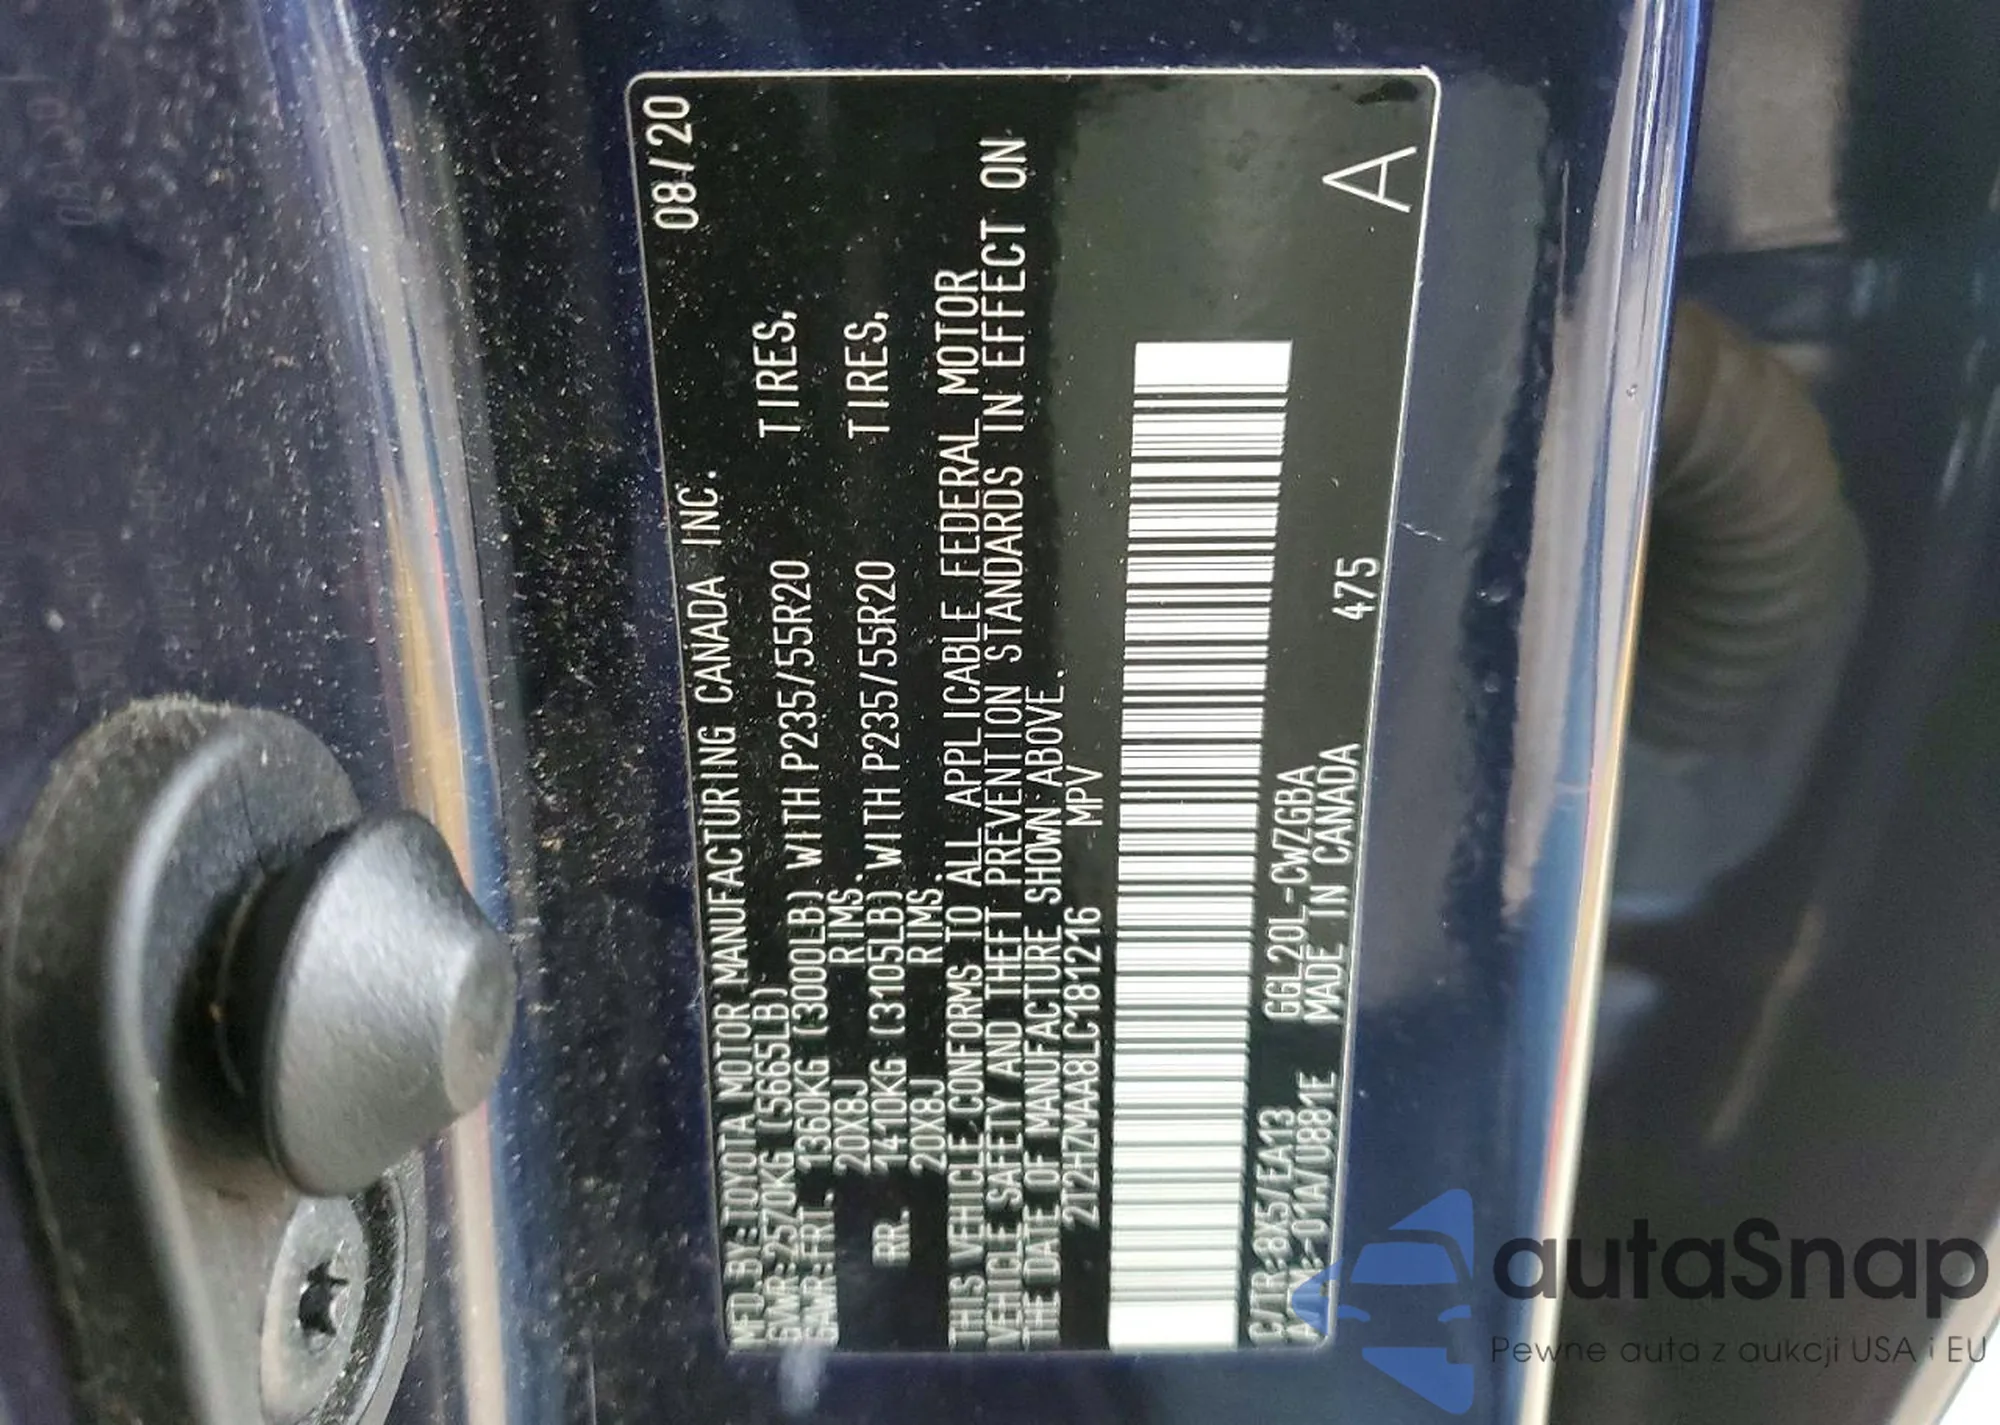 MFD.BY:TOYOTA MOTOR MANUFACTURING CANADA INC. 08/20
GVWR:2570KG (5665LB)
GAWR:FRT. 1360KG (3000LB) WITH P235/55R20 TIRES,
20X8J RIMS.
RR. 1410KG (3105LB) WITH P235/55R20 TIRES,
20X8J RIMS.
THIS VEHICLE CONFORMS TO ALL APPLICABLE FEDERAL MOTOR
VEHICLE SAFETY AND THEFT PREVENTION STANDARDS IN EFFECT ON
THE DATE OF MANUFACTURE SHOWN ABOVE.
2T2HZMAA8LC181216 MPV
C/TR:8X5/EA13 GGL20L-CWZGBA
-01A/0881E MADE IN CANADA 475
A
autaSnap
Pewne auta z aukcji USA i EU